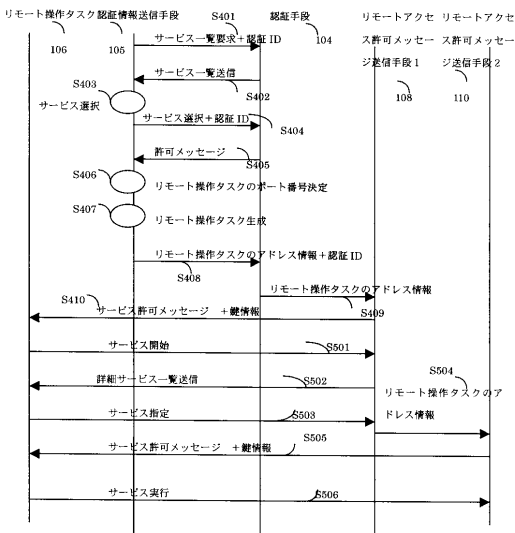 リモート操作タスク 認証情報送信手段 S401 認証手段 リモートアクセ リモートアクセ
サービス一覧要求+認証 ID ス許可メッセー ス許可メッセー
106 105 104 ジ送信手段 1 ジ送信手段 2
サービス一覧送信
S403 S402 108 110
サービス選択
サービス選択+認証 ID
S404
許可メッセージ
S405
S406
リモート操作タスクのポート番号決定
S407
リモート操作タスク生成
リモート操作タスクのアドレス情報+認証 ID
S408
リモート操作タスクのアドレス情報
S410 S409
サービス許可メッセージ +鍵情報
サービス開始 S501
S504
詳細サービス一覧送信 S502
リモート操作タスクのア
サービス指定 S503 ドレス情報
S505
サービス許可メッセージ +鍵情報
サービス実行 S506